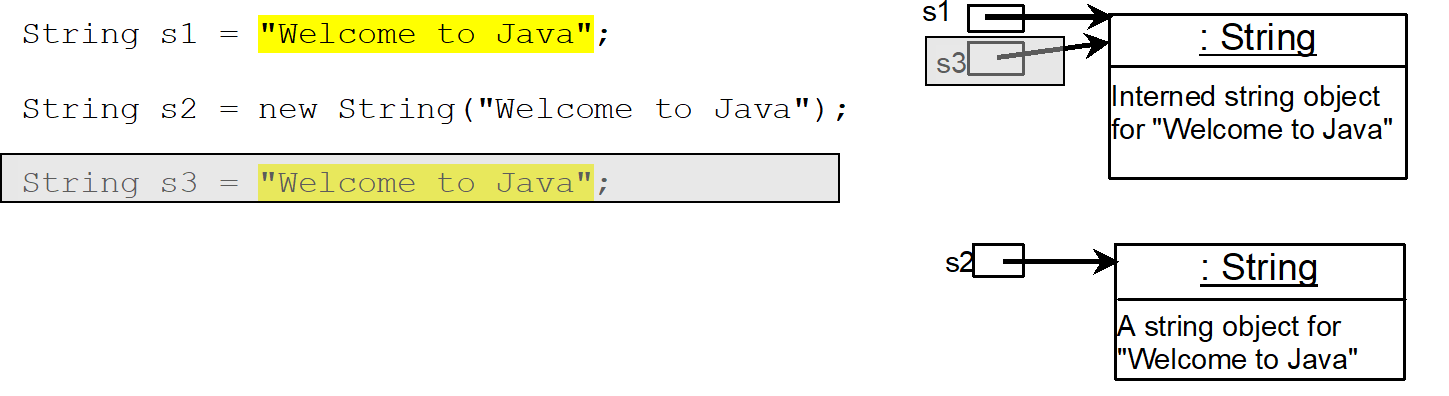 String s1 = "Welcome to Java";
String s2 = new String("Welcome to Java");
String s3 = "Welcome to Java";
s1
s3
: String
Interned string object
for "Welcome to Java"
s2
: String
A string object for
"Welcome to Java"